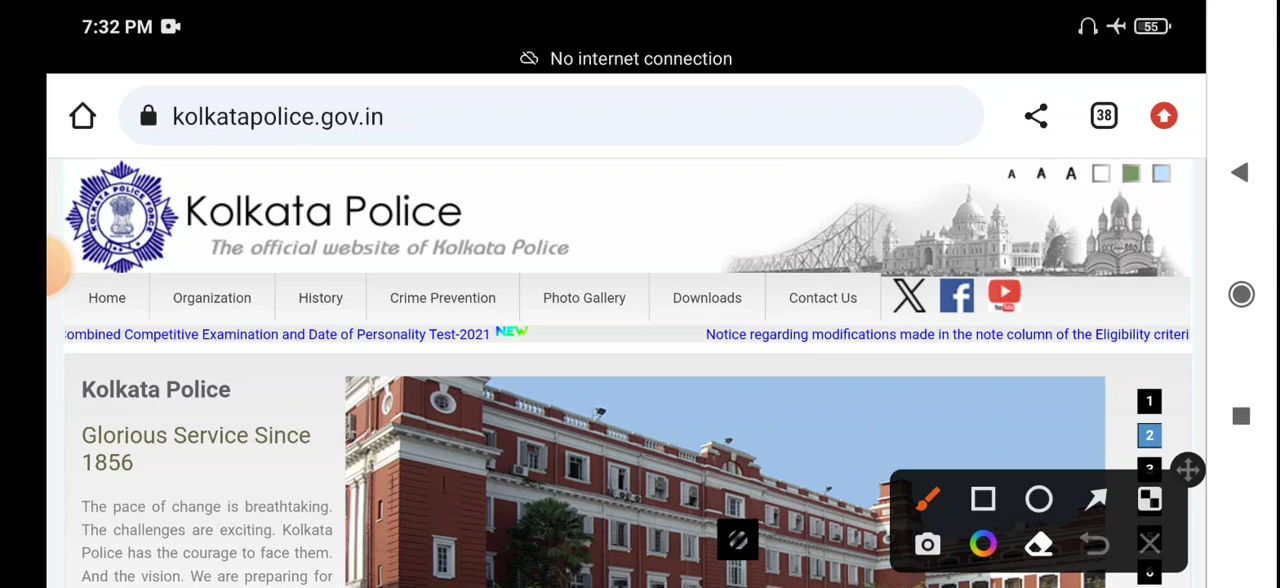 7:32 PM
55
No internet connection
kolkatapolice.gov.in
38
A A A
KOLKATA POLICE FORCE
Kolkata Police
The official website of Kolkata Police
Home Organization History Crime Prevention Photo Gallery Downloads Contact Us
ombined Competitive Examination and Date of Personality Test-2021 NEW Notice regarding modifications made in the note column of the Eligibility criteri
Kolkata Police
Glorious Service Since
1856
The pace of change is breathtaking.
The challenges are exciting. Kolkata
Police has the courage to face them.
And the vision. We are preparing for
1
2